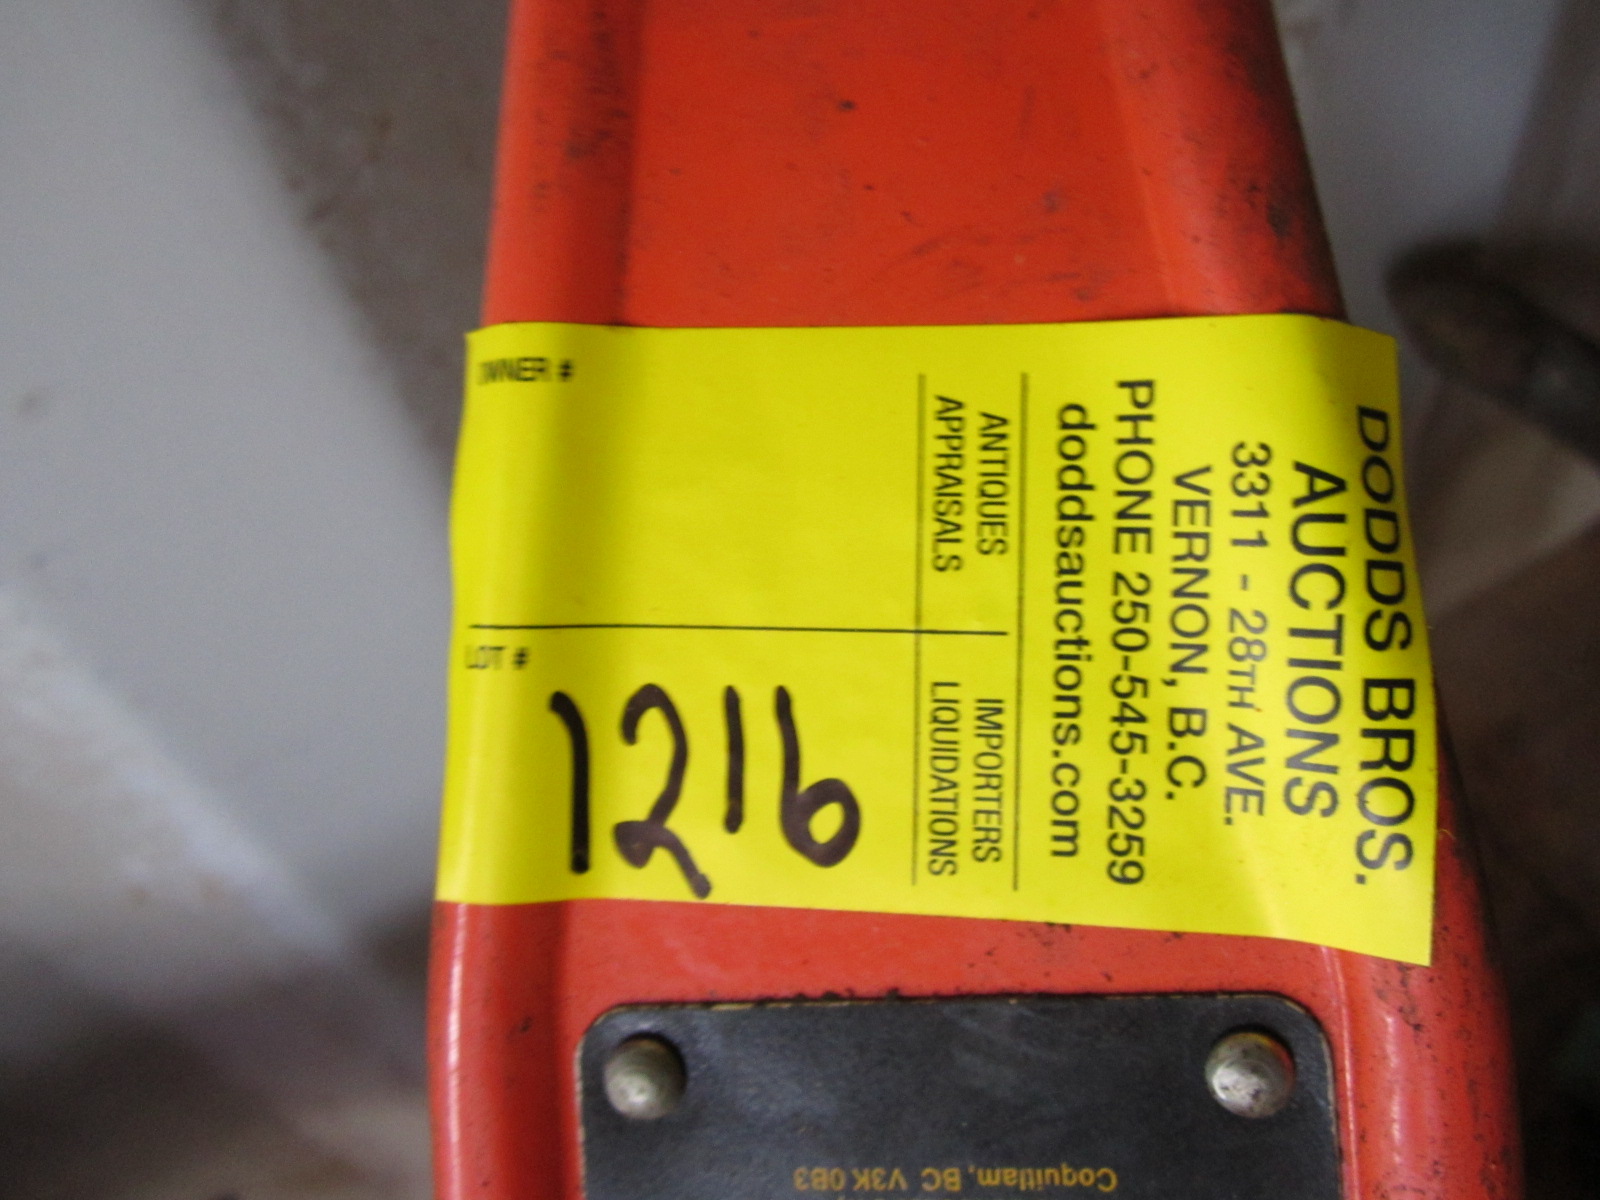 DODDS BROS.
AUCTIONS
3311 - 28TH AVE.
VERNON, B.C.
PHONE 250-545-3259
doddsauctions.com
ANTIQUES IMPORTERS
APPRAISALS LIQUIDATIONS
OWNER #
LOT #
1216
Coquitlam, BC V3K 0B3